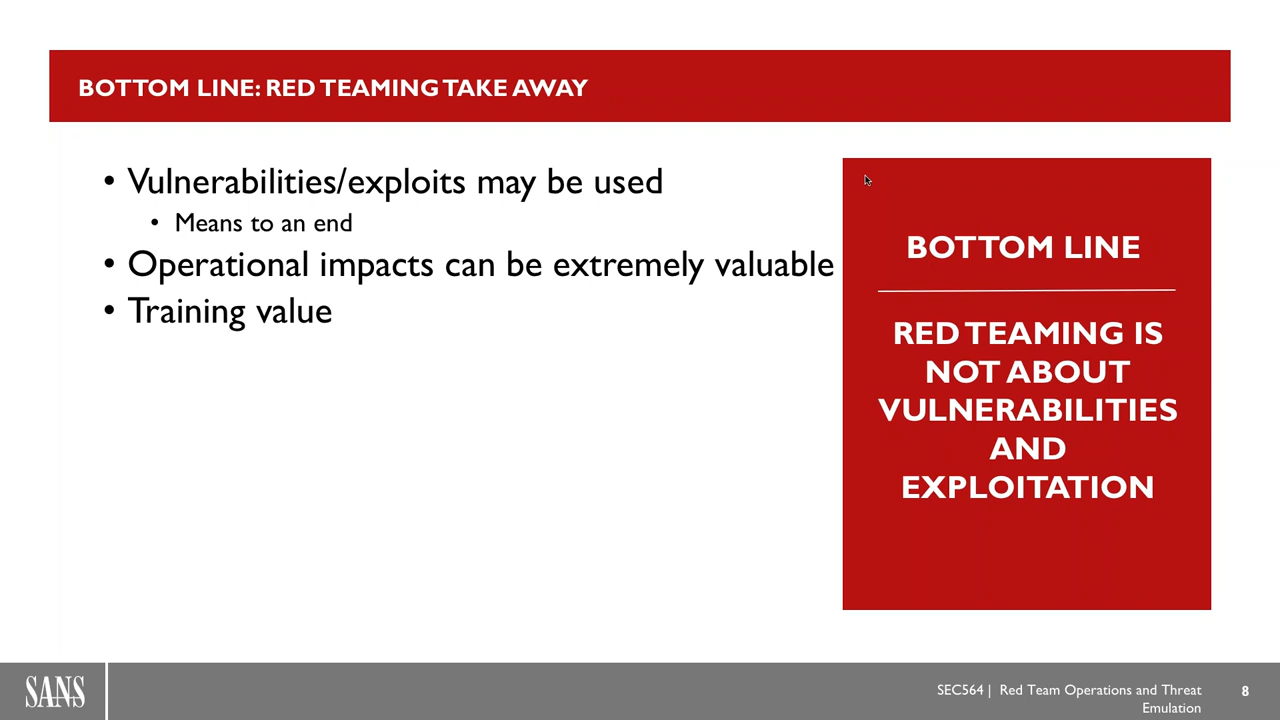 BOTTOM LINE: RED TEAMING TAKE AWAY
• Vulnerabilities/exploits may be used
• Means to an end
• Operational impacts can be extremely valuable
• Training value
BOTTOM LINE
RED TEAMING IS
NOT ABOUT
VULNERABILITIES
AND
EXPLOITATION
SANS
SEC564 | Red Team Operations and Threat
Emulation
8